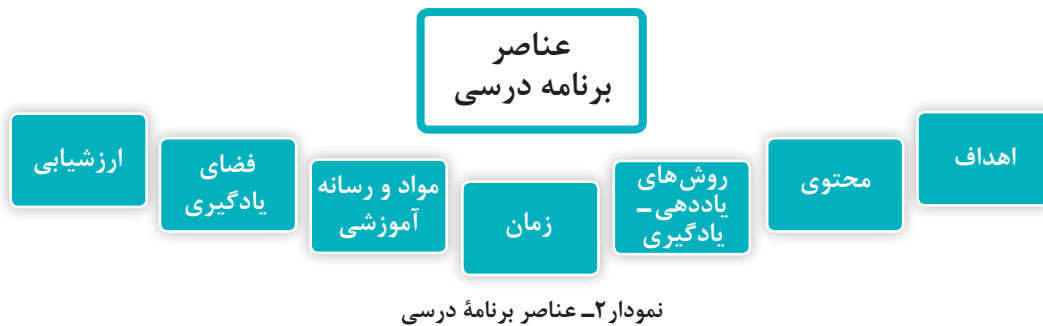 عناصر
برنامه درسی
اهداف
محتوی
روش‌های
یاددهی ـ
یادگیری
زمان
مواد و رسانه
آموزشی
فضای
یادگیری
ارزشیابی
نمودار۲ـ عناصر برنامهٔ درسی